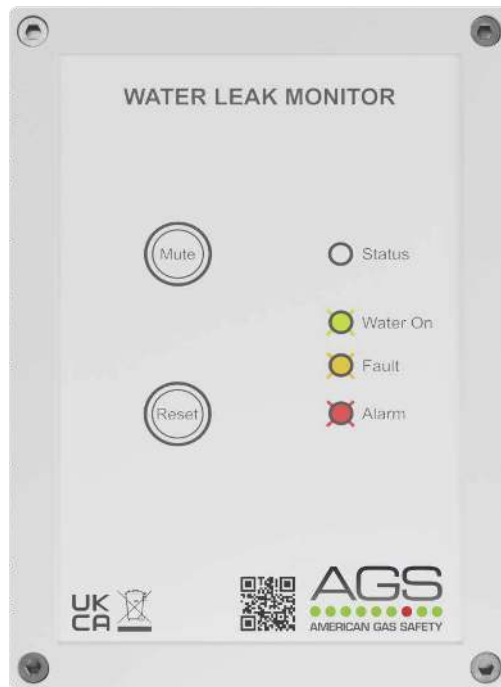 WATER LEAK MONITOR
Mute
Status
Water On
Fault
Reset
Alarm
UK
CA
AGS
AMERICAN GAS SAFETY